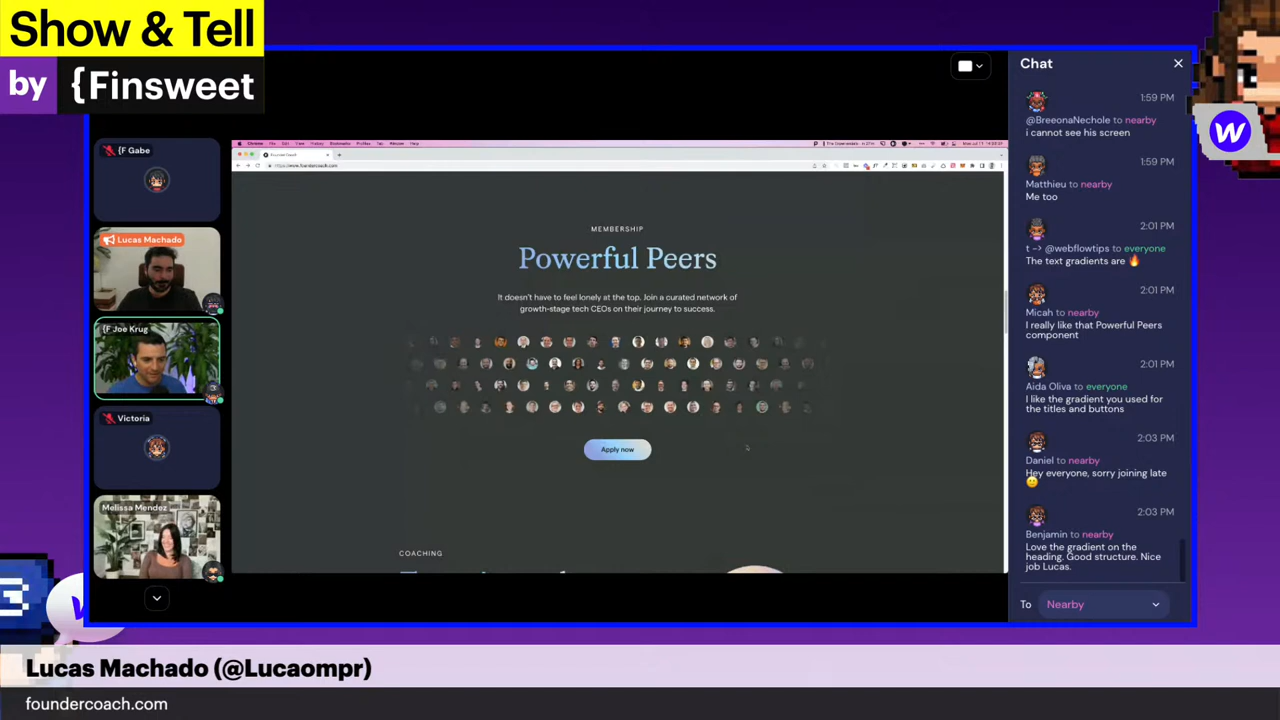 Show & Tell
by {Finsweet
{F Gabe
Lucas Machado
{F Joe Krug
Victoria
Melissa Mendez
MEMBERSHIP
Powerful Peers
It doesn't have to feel lonely at the top. Join a curated network of
growth-stage tech CEOs on their journey to success.
Apply now
COACHING
Chat
1:59 PM
@BreeonaNechole to nearby
i cannot see his screen
1:59 PM
Matthieu to nearby
Me too
2:01 PM
t -> @webflowtips to everyone
The text gradients are 🔥
2:01 PM
Micah to nearby
I really like that Powerful Peers
component
2:01 PM
Aida Oliva to everyone
I like the gradient you used for
the titles and buttons
2:03 PM
Daniel to nearby
Hey everyone, sorry joining late
🙂
2:03 PM
Benjamin to nearby
Love the gradient on the
heading. Good structure. Nice
job Lucas.
To Nearby
Lucas Machado (@Lucaompr)
foundercoach.com